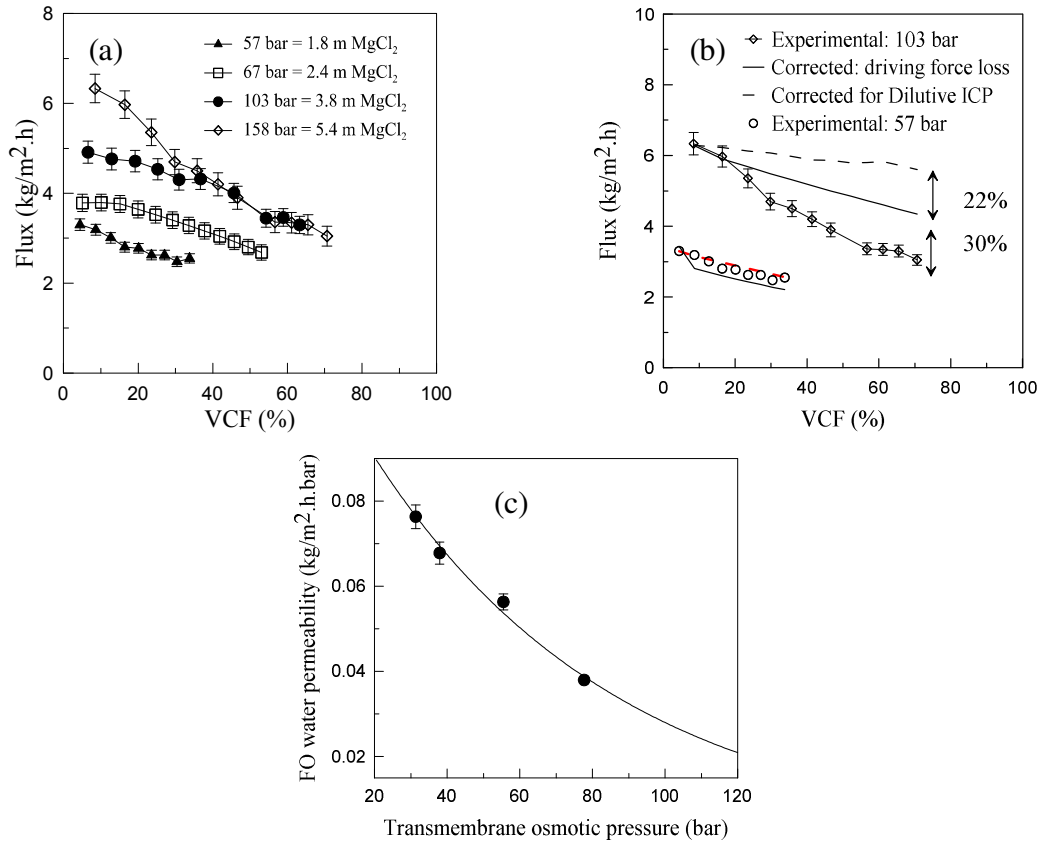 (a)
57 bar = 1.8 m MgCl2
67 bar = 2.4 m MgCl2
103 bar = 3.8 m MgCl2
158 bar = 5.4 m MgCl2
Flux (kg/m².h)
8
6
4
2
0
0 20 40 60 80 100
VCF (%)
(b)
Experimental: 103 bar
Corrected: driving force loss
Corrected for Dilutive ICP
Experimental: 57 bar
22%
30%
Flux (kg/m².h)
10
8
6
4
2
0
0 20 40 60 80 100
VCF (%)
(c)
FO water permeability (kg/m².h.bar)
0.08
0.06
0.04
0.02
20 40 60 80 100 120
Transmembrane osmotic pressure (bar)